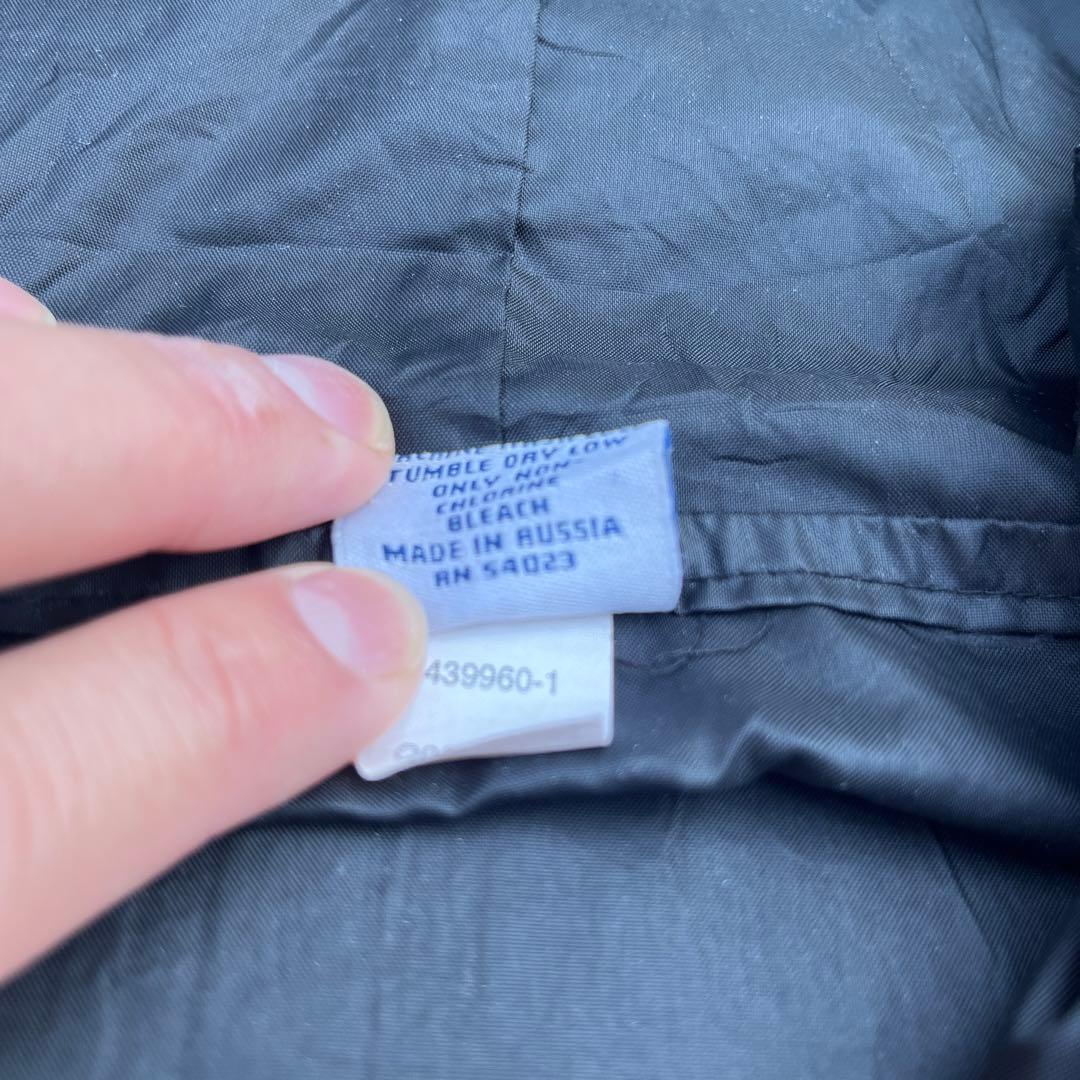 TUMBLE DRY LOW
ONLY NON-
CHLORINE
BLEACH
MADE IN RUSSIA
RN 54023
439960-1